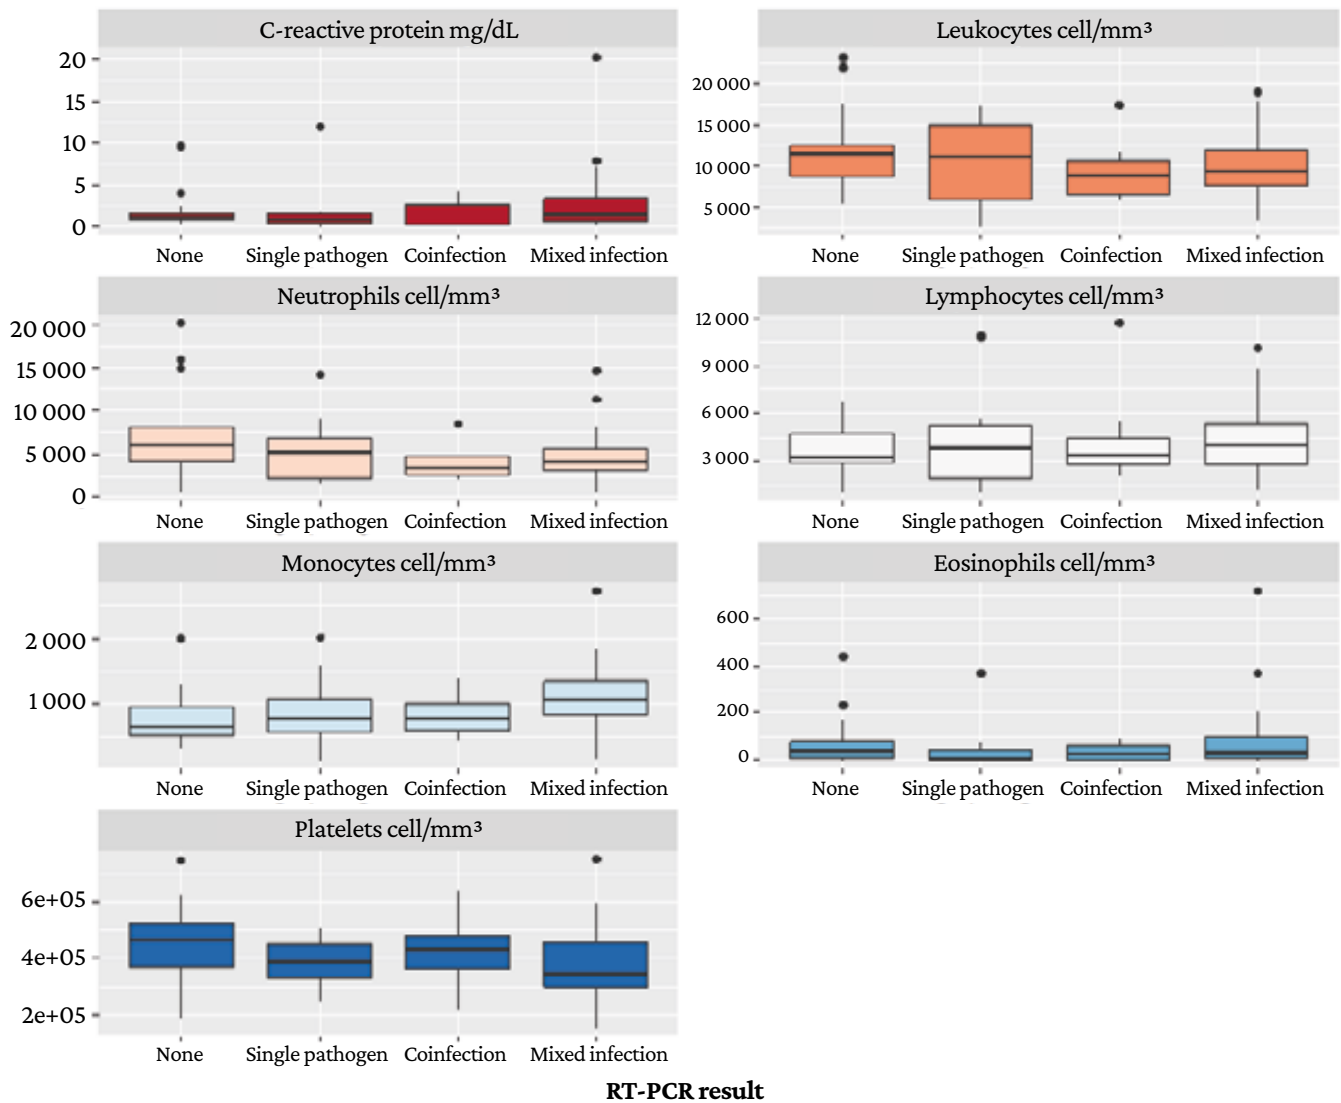 C-reactive protein mg/dL
20
15
10
5
0
None Single pathogen Coinfection Mixed infection
Leukocytes cell/mm³
20 000
15 000
10 000
5 000
None Single pathogen Coinfection Mixed infection
Neutrophils cell/mm³
20 000
15 000
10 000
5 000
0
None Single pathogen Coinfection Mixed infection
Lymphocytes cell/mm³
12 000
9 000
6 000
3 000
None Single pathogen Coinfection Mixed infection
Monocytes cell/mm³
2 000
1 000
None Single pathogen Coinfection Mixed infection
Eosinophils cell/mm³
600
400
200
0
None Single pathogen Coinfection Mixed infection
Platelets cell/mm³
6e+05
4e+05
2e+05
None Single pathogen Coinfection Mixed infection
RT-PCR result